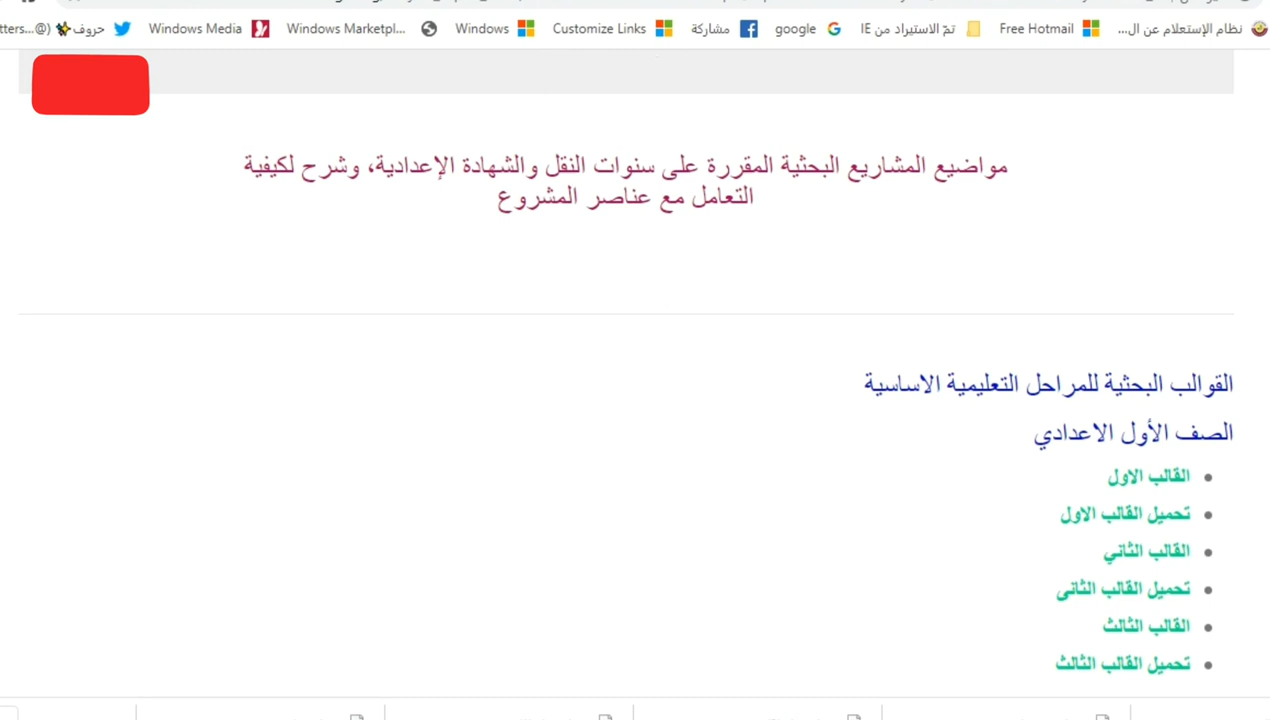 نظام الإستعلام عن ال... Free Hotmail تمّ الاستيراد من IE google مشاركة Customize Links Windows Windows Marketpl... Windows Media حروف
مواضيع المشاريع البحثية المقررة على سنوات النقل والشهادة الإعدادية، وشرح لكيفية
التعامل مع عناصر المشروع
القوالب البحثية للمراحل التعليمية الاساسية
الصف الأول الاعدادي
القالب الاول
تحميل القالب الاول
القالب الثاني
تحميل القالب الثانى
القالب الثالث
تحميل القالب الثالث